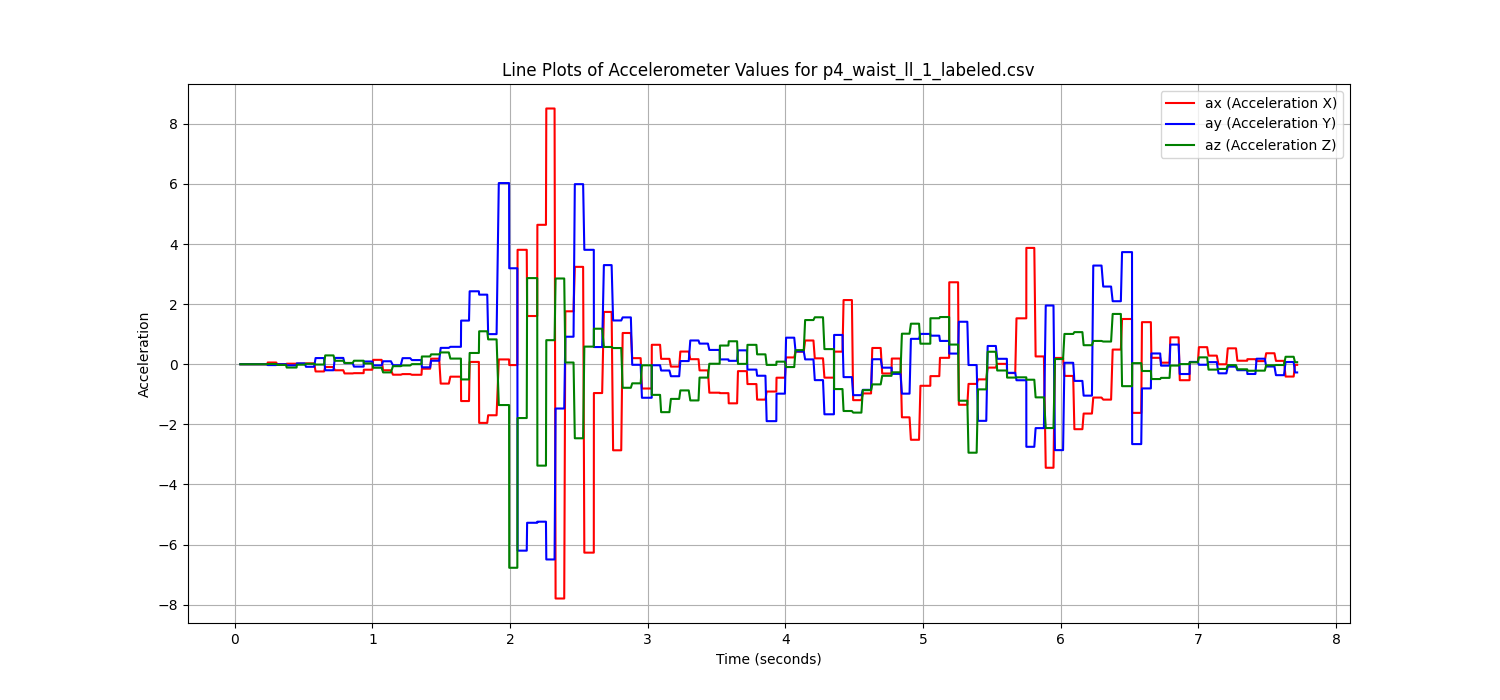 Line Plots of Accelerometer Values for p4_waist_ll_1_labeled.csv
ax (Acceleration X)
ay (Acceleration Y)
az (Acceleration Z)
Acceleration
8
6
4
2
0
−2
−4
−6
−8
0 1 2 3 4 5 6 7 8
Time (seconds)